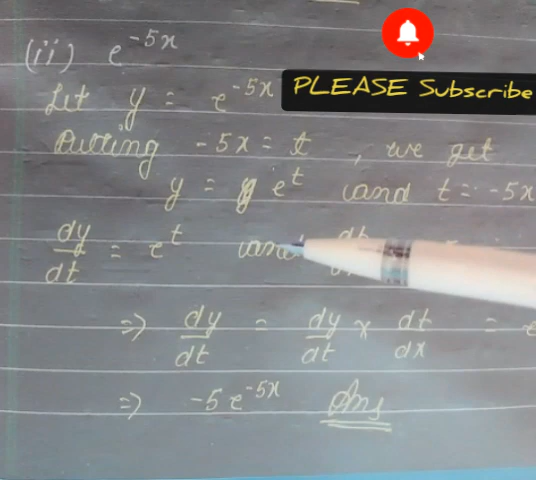 (ii) e^{-5x}
Let y = e^{-5x}
PLEASE Subscribe
Putting -5x = t , we get
y = e^t and t = -5x
dy/dt = e^t and dt
=> dy/dt = dy/dt × dt/dx = e
=> -5e^{-5x} Ans